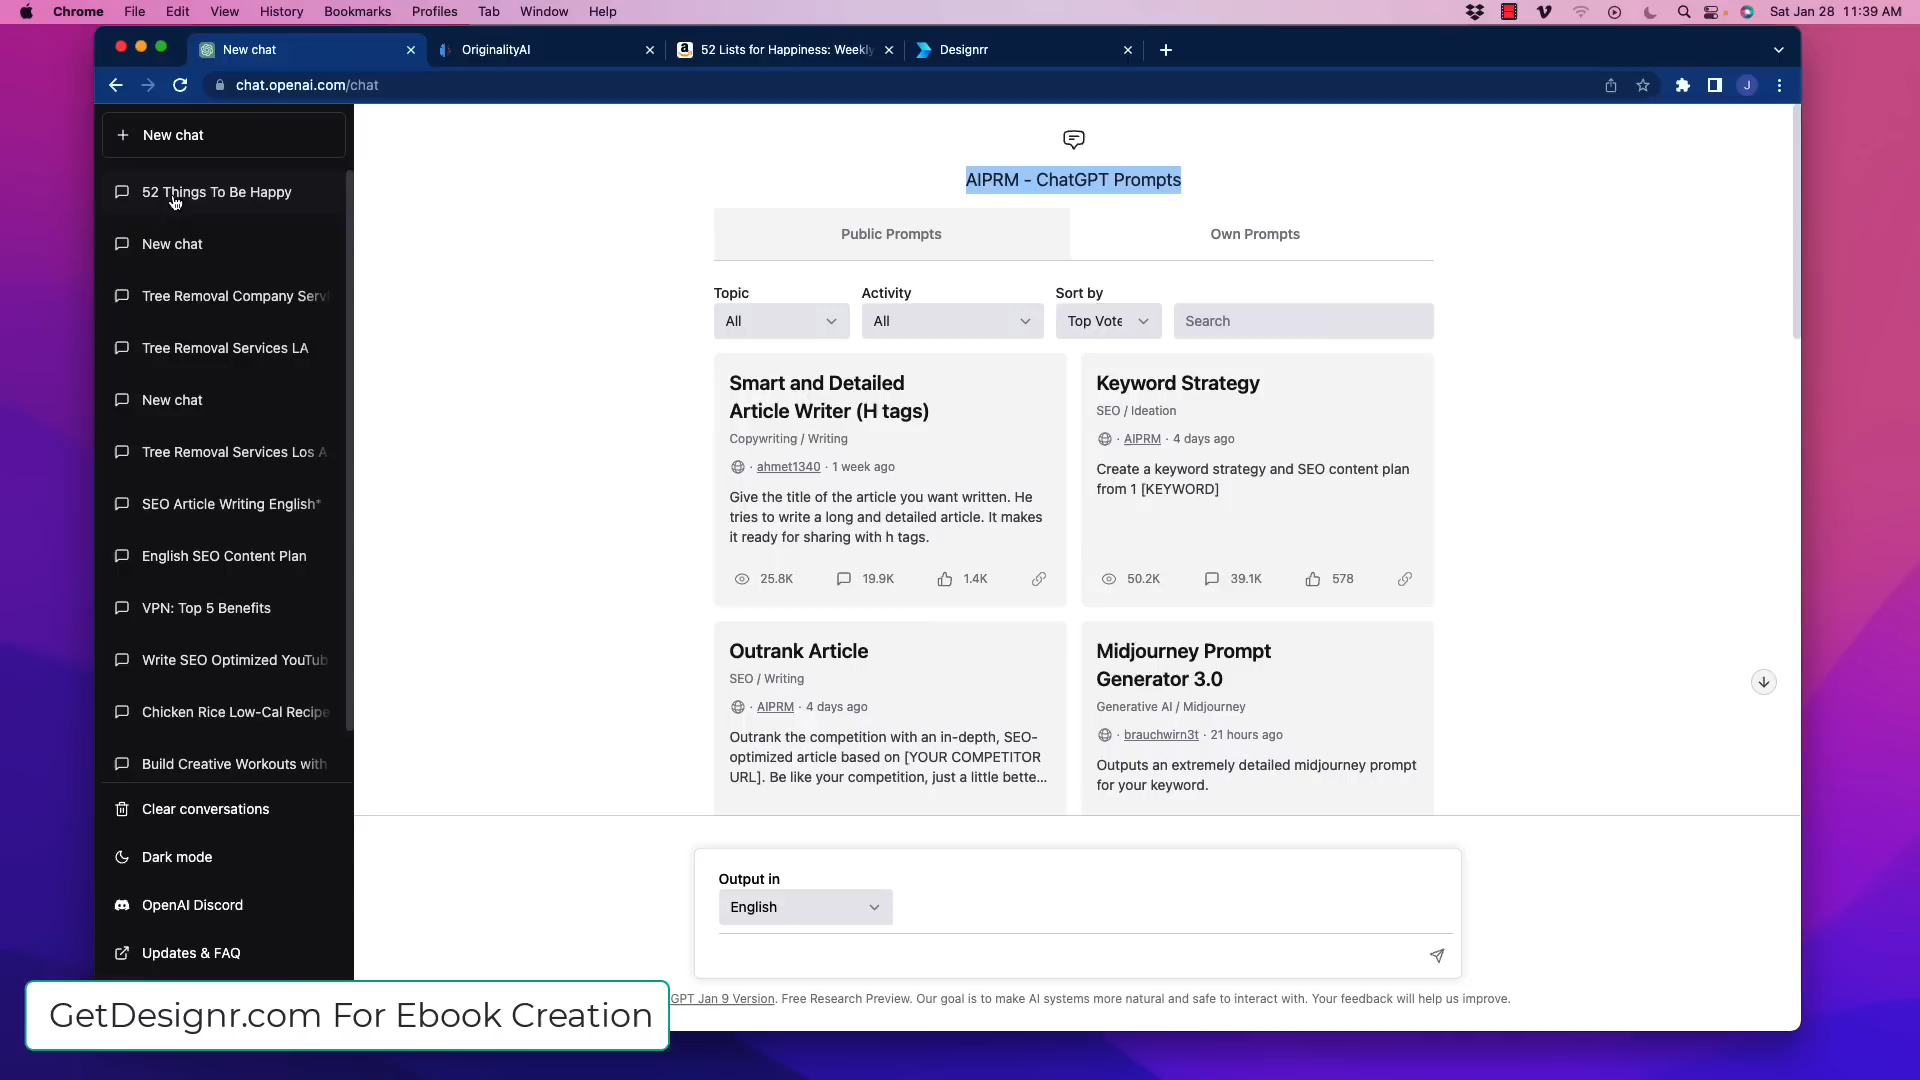 Chrome File Edit View History Bookmarks Profiles Tab Window Help Sat Jan 28 11:39 AM
New chat OriginalityAI 52 Lists for Happiness: Weekly Designrr
chat.openai.com/chat J
New chat
52 Things To Be Happy
New chat
Tree Removal Company Serv
Tree Removal Services LA
New chat
Tree Removal Services Los A
SEO Article Writing English*
English SEO Content Plan
VPN: Top 5 Benefits
Write SEO Optimized YouTub
Chicken Rice Low-Cal Recipe
Build Creative Workouts with
Clear conversations
Dark mode
OpenAI Discord
Updates & FAQ
AIPRM - ChatGPT Prompts
Public Prompts Own Prompts
Topic Activity Sort by
All All Top Vote Search
Smart and Detailed
Article Writer (H tags)
Copywriting / Writing
· ahmet1340 · 1 week ago
Give the title of the article you want written. He
tries to write a long and detailed article. It makes
it ready for sharing with h tags.
25.8K 19.9K 1.4K
Keyword Strategy
SEO / Ideation
· AIPRM · 4 days ago
Create a keyword strategy and SEO content plan
from 1 [KEYWORD]
50.2K 39.1K 578
Outrank Article
SEO / Writing
· AIPRM · 4 days ago
Outrank the competition with an in-depth, SEO-
optimized article based on [YOUR COMPETITOR
URL]. Be like your competition, just a little bette...
Midjourney Prompt
Generator 3.0
Generative AI / Midjourney
· brauchwirn3t · 21 hours ago
Outputs an extremely detailed midjourney prompt
for your keyword.
Output in
English
GPT Jan 9 Version. Free Research Preview. Our goal is to make AI systems more natural and safe to interact with. Your feedback will help us improve.
GetDesignr.com For Ebook Creation